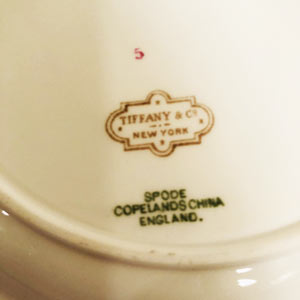 5
TIFFANY & Co
NEW YORK
SPODE
COPELANDS CHINA
ENGLAND.